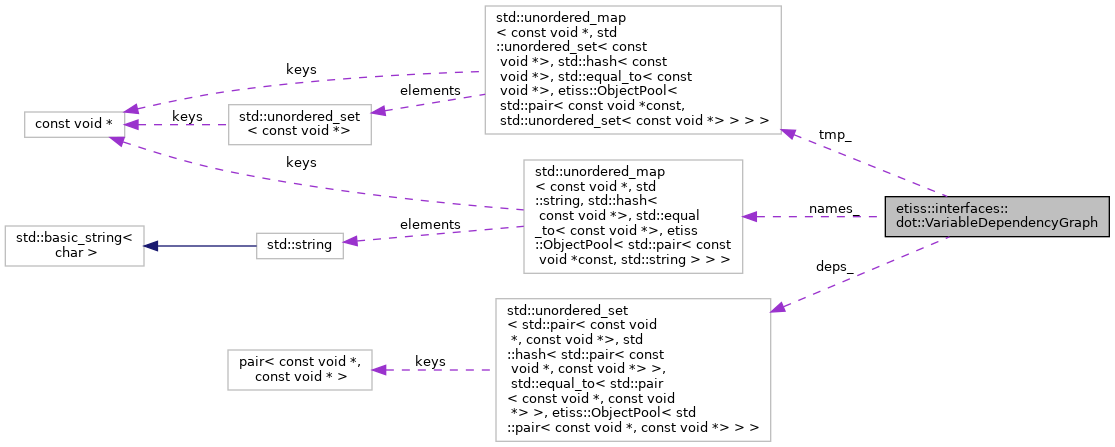 std::unordered_map
< const void *, std
::unordered_set< const
void *>, std::hash< const
void *>, std::equal_to< const
void *>, etiss::ObjectPool<
std::pair< const void *const,
std::unordered_set< const void *> > > >
keys
elements
const void *
keys
std::unordered_set
< const void *>
tmp_
keys
std::unordered_map
< const void *, std
::string, std::hash<
const void *>, std::equal
_to< const void *>, etiss
::ObjectPool< std::pair< const
void *const, std::string > > >
names_
etiss::interfaces::
dot::VariableDependencyGraph
elements
std::basic_string<
char >
std::string
deps_
std::unordered_set
< std::pair< const void
*, const void *>, std
::hash< std::pair< const
void *, const void *> >,
std::equal_to< std::pair
< const void *, const void
*> >, etiss::ObjectPool< std
::pair< const void *, const void *> > >
keys
pair< const void *,
const void * >